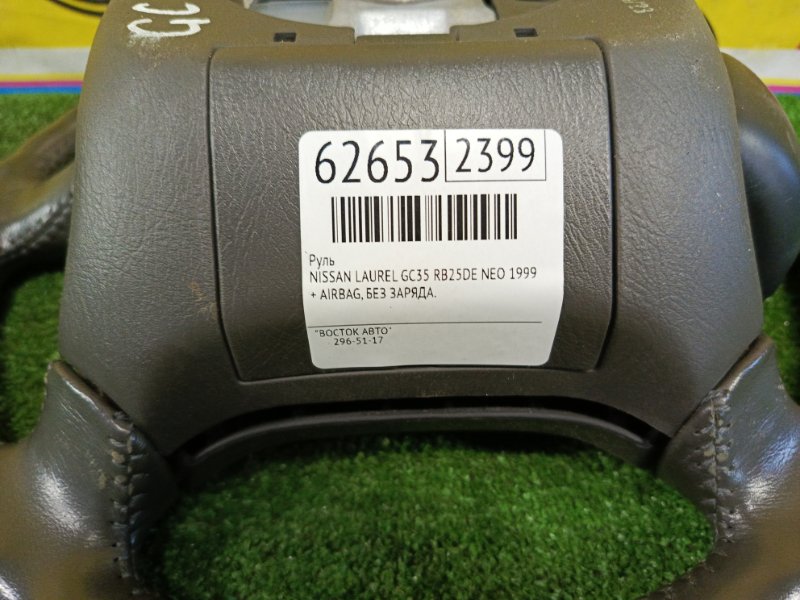 62653 2399
Руль
NISSAN LAUREL GC35 RB25DE NEO 1999
+ AIRBAG, БЕЗ ЗАРЯДА.
"ВОСТОК АВТО"
296-51-17